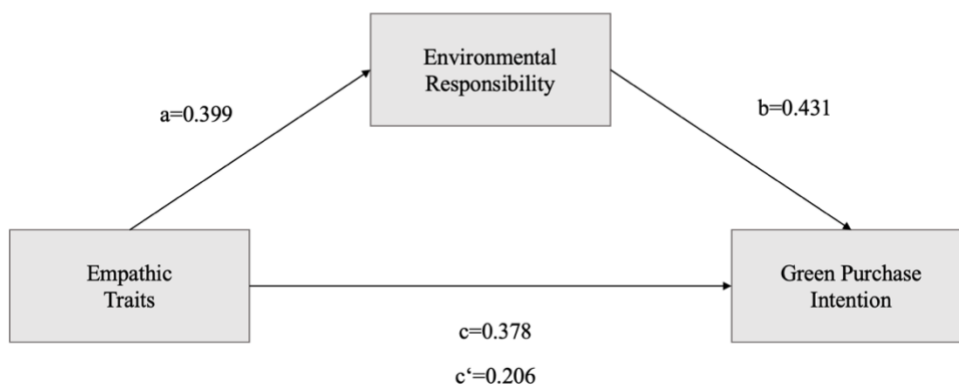 Environmental
Responsibility
a=0.399
b=0.431
Empathic
Traits
Green Purchase
Intention
c=0.378
c‘=0.206